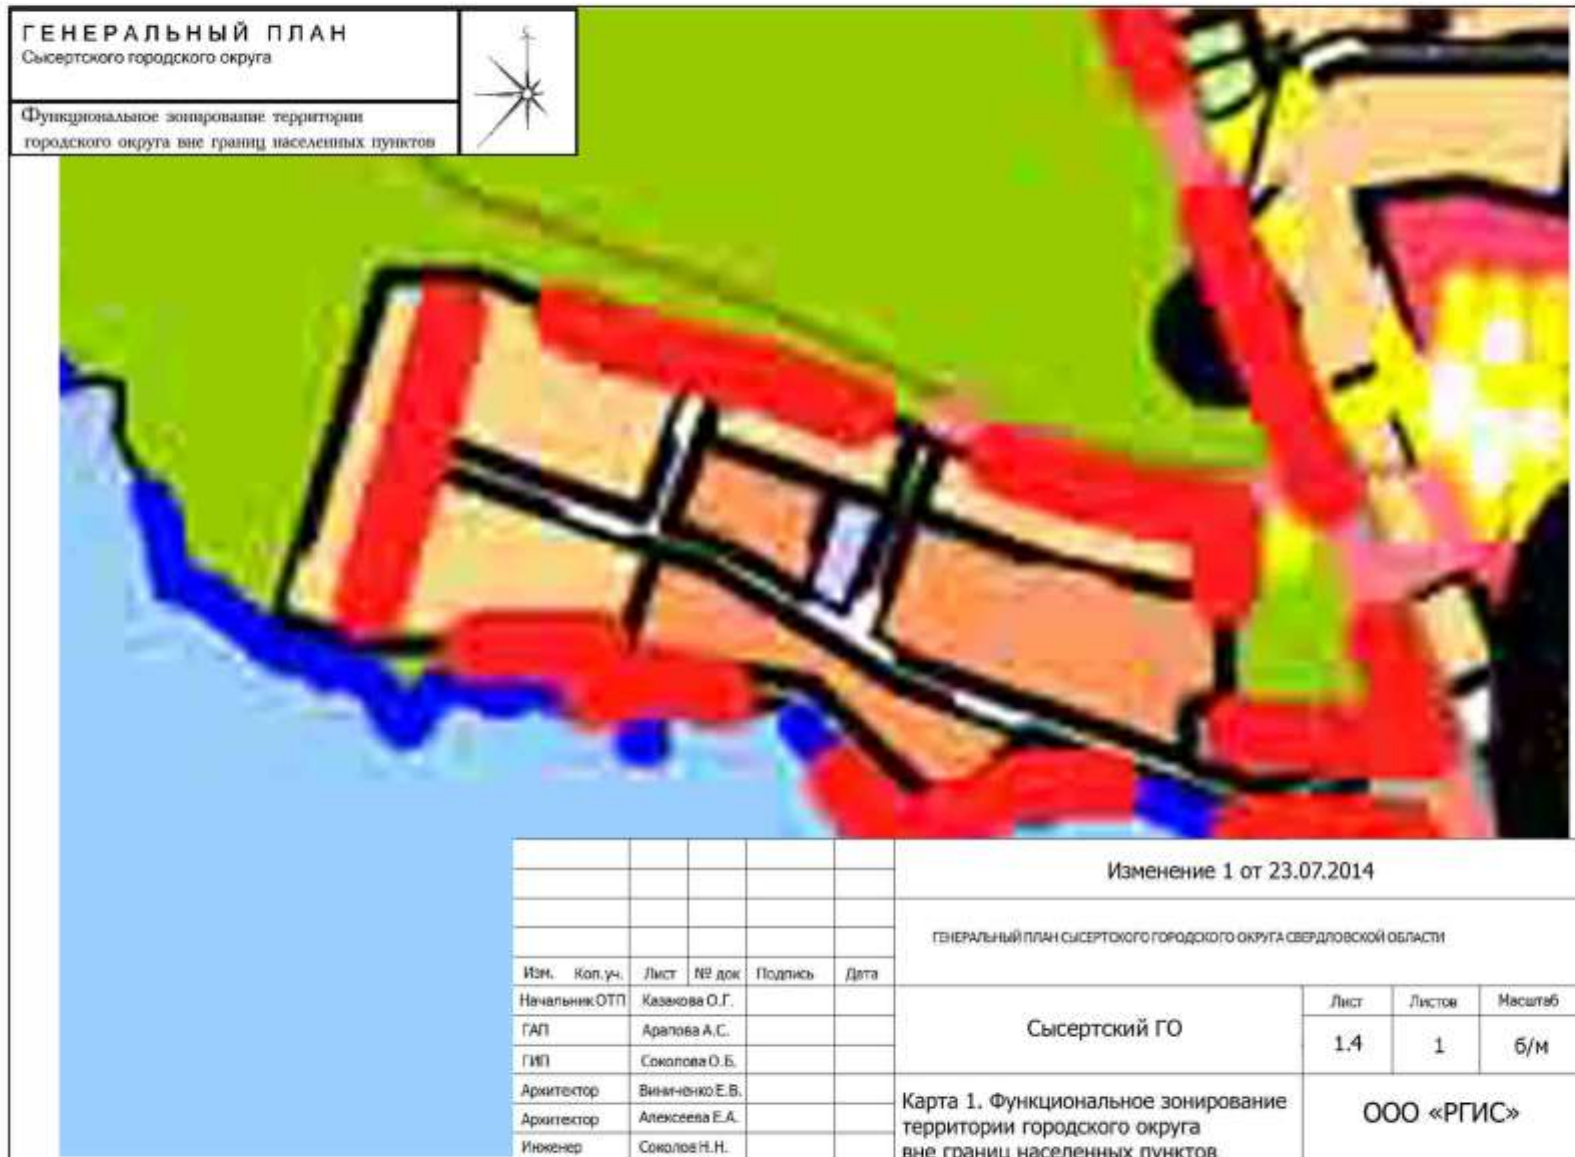 ГЕНЕРАЛЬНЫЙ ПЛАН
Сысертского городского округа
Функциональное зонирование территории
городского округа вне границ населенных пунктов
С
Изменение 1 от 23.07.2014
ГЕНЕРАЛЬНЫЙ ПЛАН СЫСЕРТСКОГО ГОРОДСКОГО ОКРУГА СВЕРДЛОВСКОЙ ОБЛАСТИ
Изм. Кол.уч. Лист № док Подпись Дата
Начальник ОТП Казакова О.Г.
ГАП Арапова А.С.
ГИП Соколова О.Б.
Архитектор Виниченко Е.В.
Архитектор Алексеева Е.А.
Инженер Соколов Н.Н.
Сысертский ГО
Лист Листов Масштаб
1.4 1 б/м
Карта 1. Функциональное зонирование
территории городского округа
вне границ населенных пунктов
ООО «РГИС»